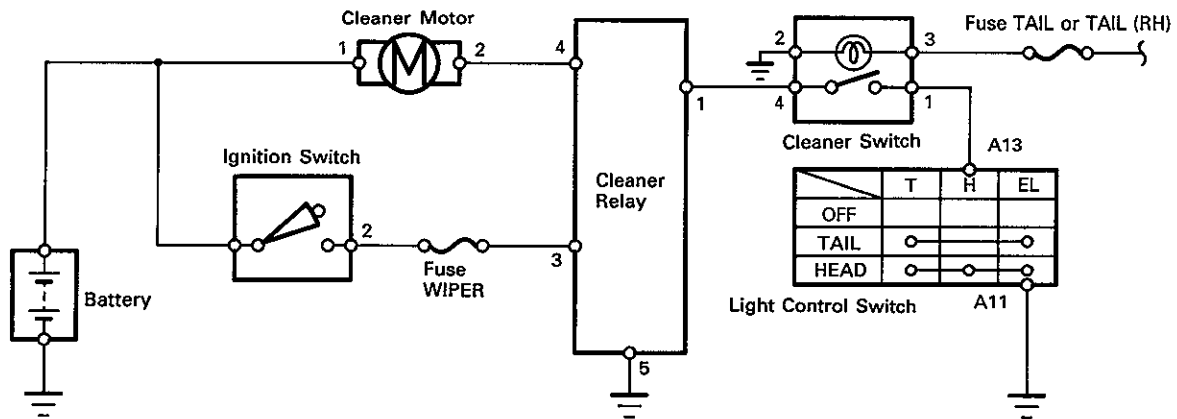 Cleaner Motor
1
M
2
4
2
3
Fuse TAIL or TAIL (RH)
1
4
1
Cleaner Switch
A13
Ignition Switch
2
Fuse
WIPER
3
Cleaner
Relay
T H EL
OFF
TAIL
HEAD
Battery
Light Control Switch
A11
5